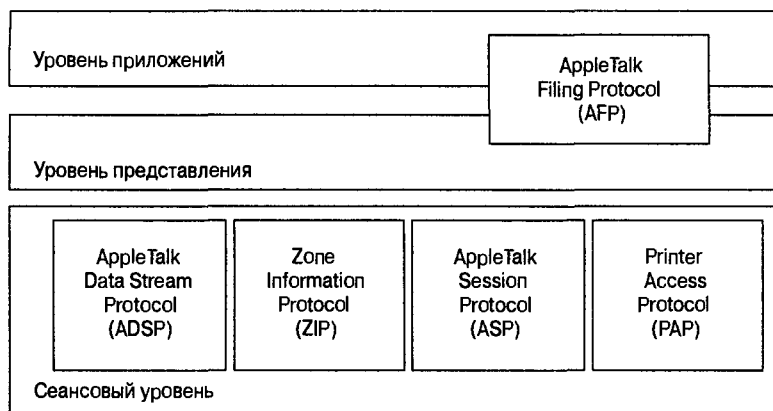 Уровень приложений
AppleTalk
Filing Protocol
(AFP)
Уровень представления
AppleTalk
Data Stream
Protocol
(ADSP)
Zone
Information
Protocol
(ZIP)
AppleTalk
Session
Protocol
(ASP)
Printer
Access
Protocol
(PAP)
Сеансовый уровень